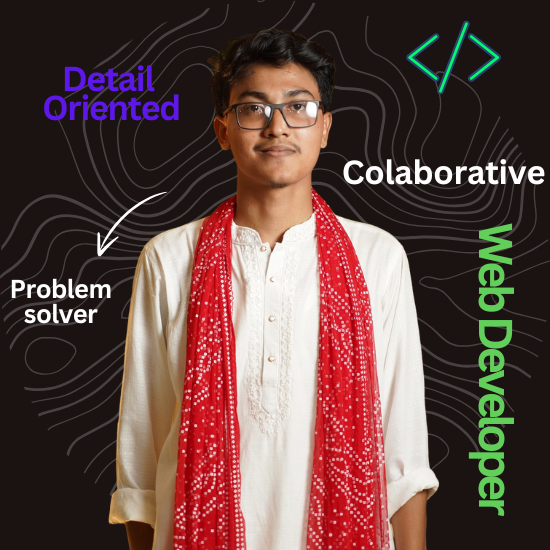 </>
Detail
Oriented
Colaborative
Problem
solver
Web Developer